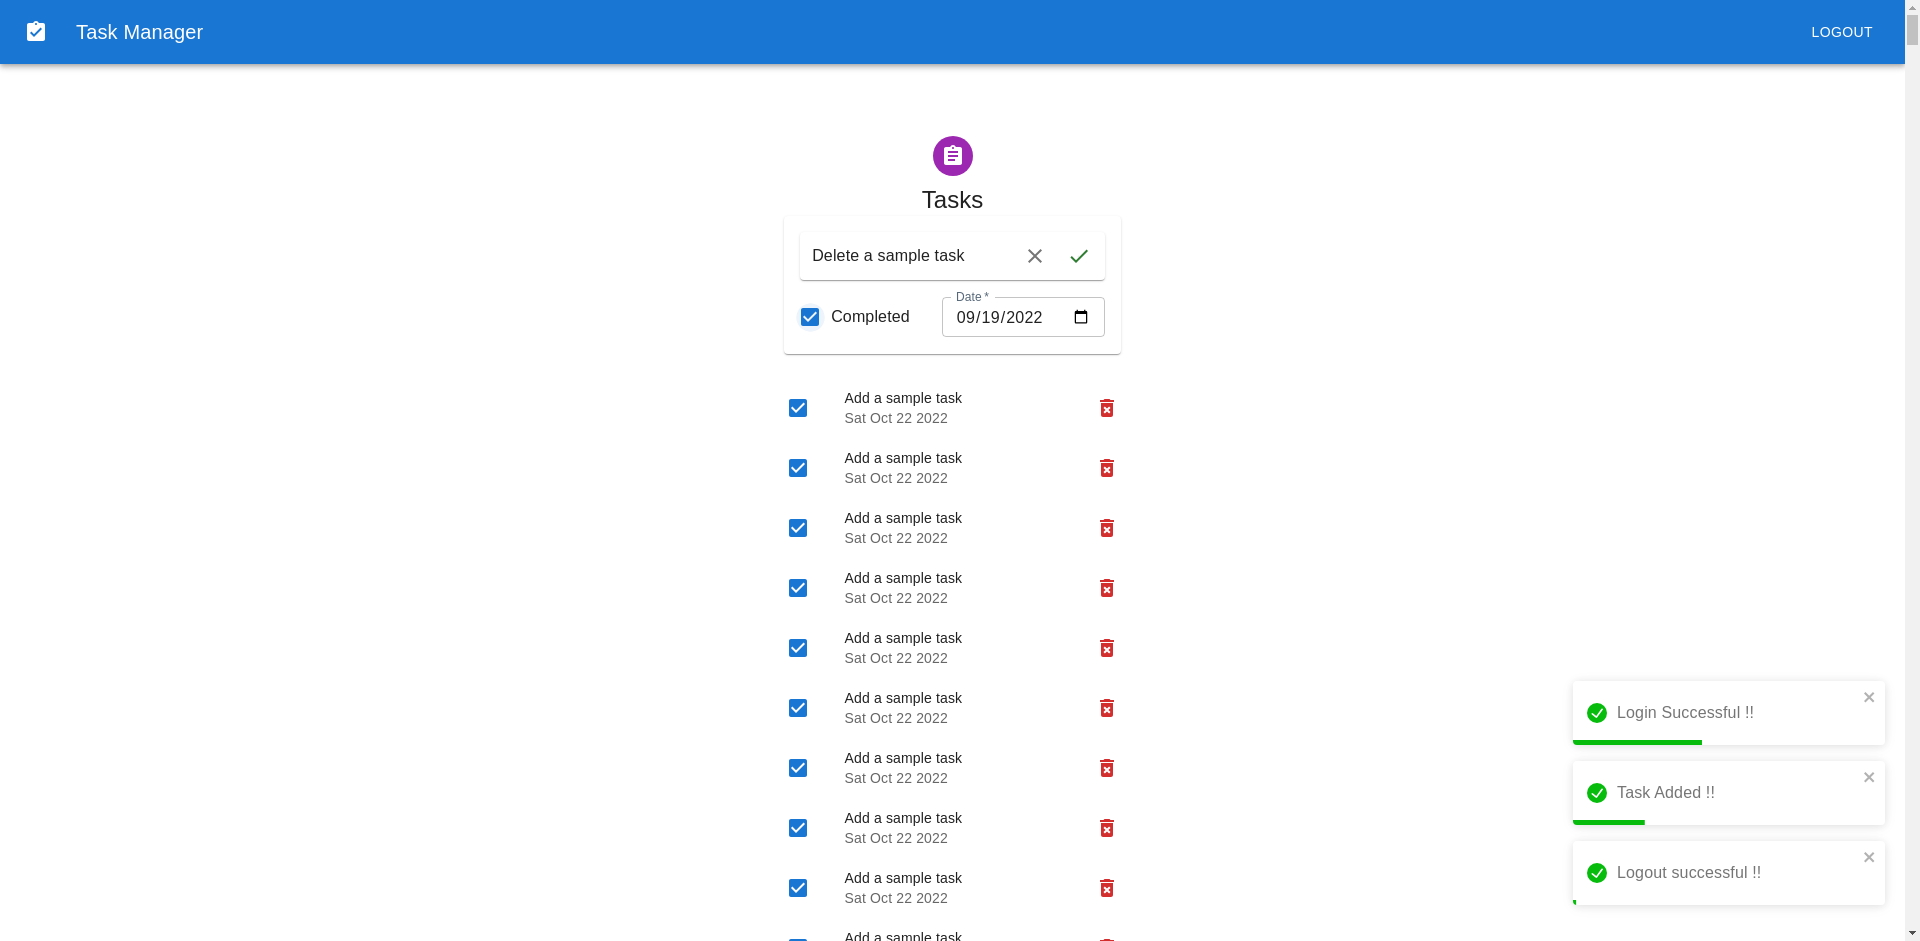 Task Manager
LOGOUT
Tasks
Delete a sample task
Completed
Date *
09/19/2022
Add a sample task
Sat Oct 22 2022
Add a sample task
Sat Oct 22 2022
Add a sample task
Sat Oct 22 2022
Add a sample task
Sat Oct 22 2022
Add a sample task
Sat Oct 22 2022
Add a sample task
Sat Oct 22 2022
Add a sample task
Sat Oct 22 2022
Add a sample task
Sat Oct 22 2022
Add a sample task
Sat Oct 22 2022
Add a sample task
Login Successful !!
Task Added !!
Logout successful !!